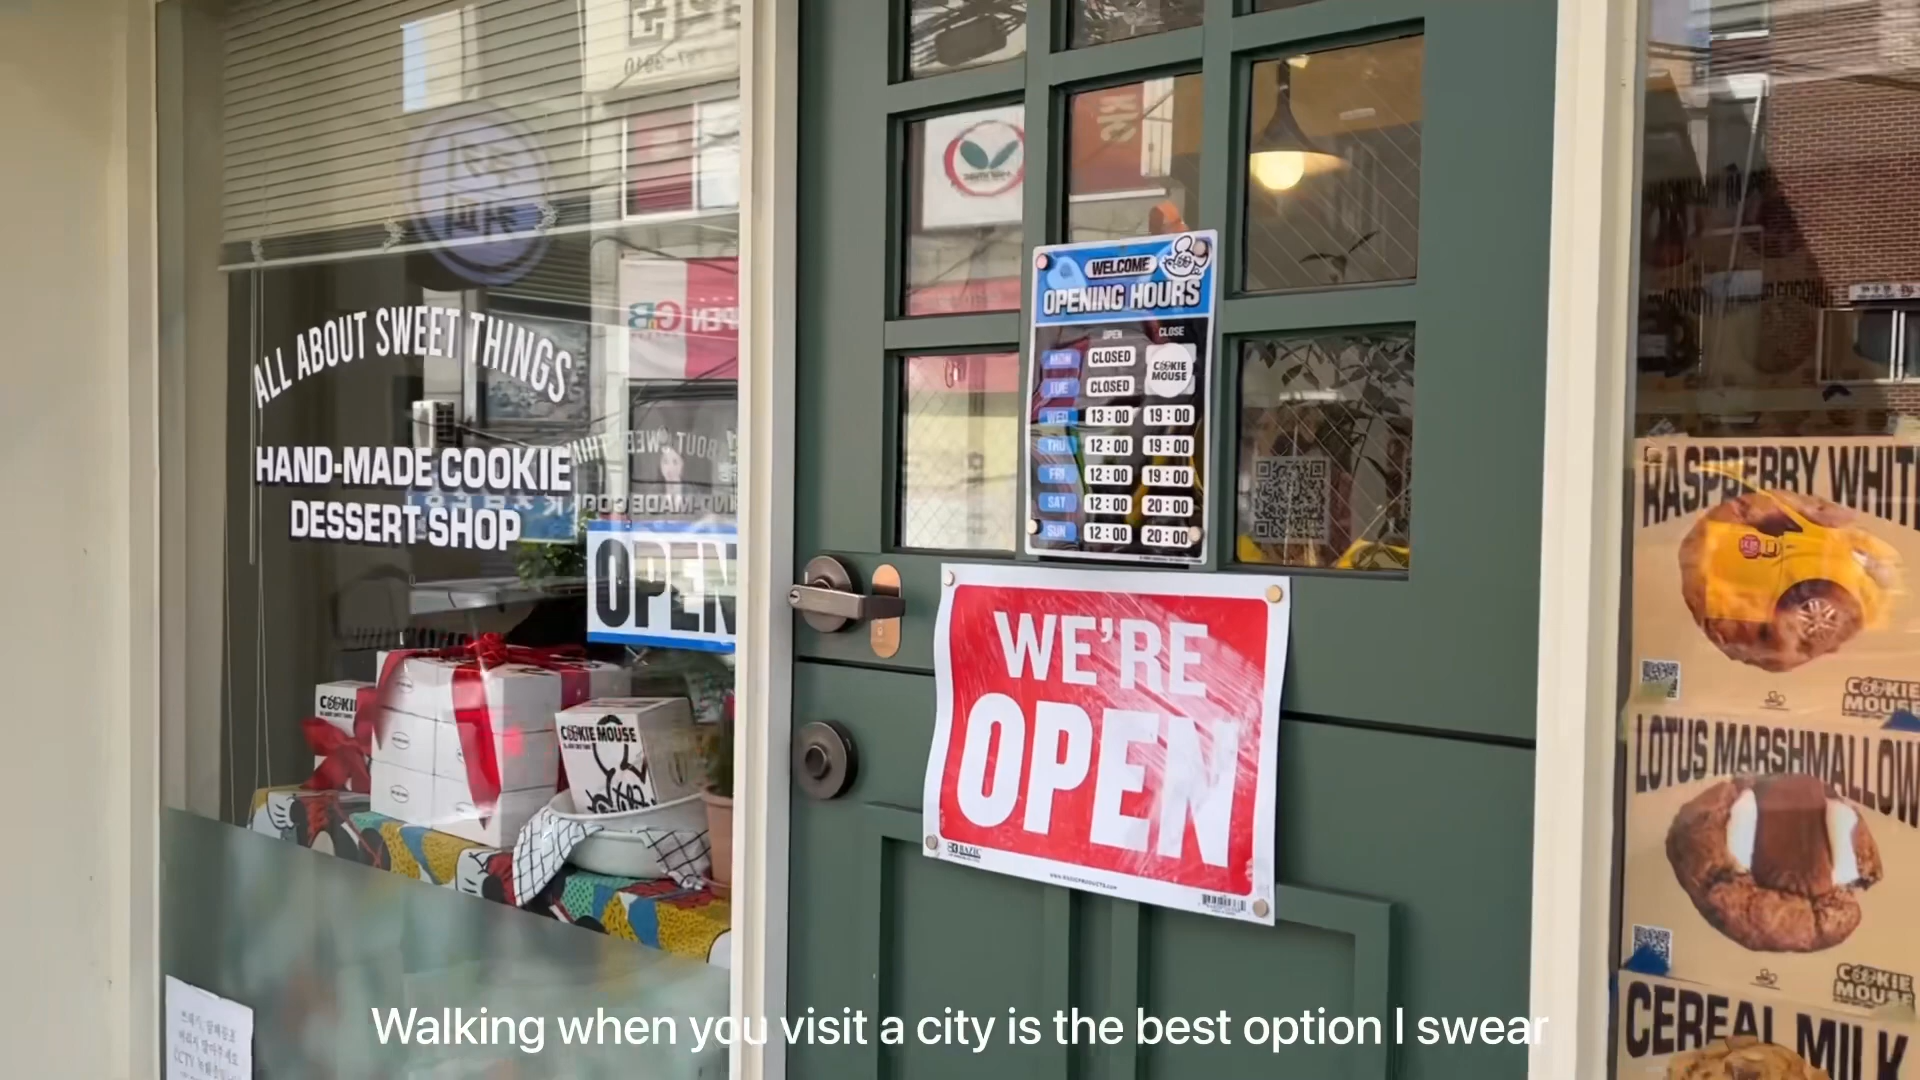 ALL ABOUT SWEET THINGS
HAND-MADE COOKIE
DESSERT SHOP
OPEN
COOKIE MOUSE
WELCOME
OPENING HOURS
OPEN CLOSE
MON CLOSED
TUE CLOSED
COOKIE
MOUSE
WED 13:00 19:00
THU 12:00 19:00
FRI 12:00 19:00
SAT 12:00 20:00
SUN 12:00 20:00
WE'RE
OPEN
BAZIC
RASPBERRY WHIT
COOKIE
MOUSE
LOTUS MARSHMALLOW
COOKIE
MOUSE
CEREAL MILK
Walking when you visit a city is the best option I swear